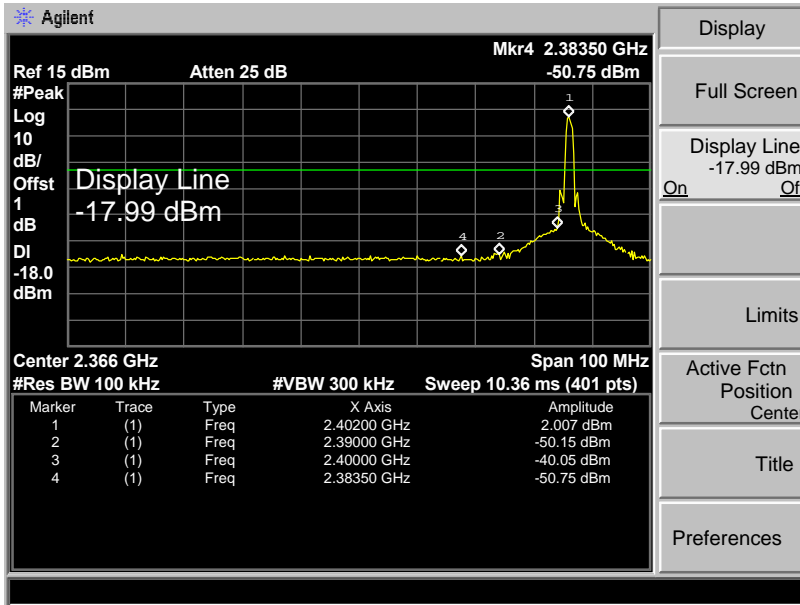 Agilent
Mkr4 2.38350 GHz
Ref 15 dBm Atten 25 dB -50.75 dBm
#Peak
Log
10
dB/
Offst
1
dB
DI
-18.0
dBm
1
3
4 2
Display Line
-17.99 dBm
Center 2.366 GHz Span 100 MHz
#Res BW 100 kHz #VBW 300 kHz Sweep 10.36 ms (401 pts)
Marker Trace Type X Axis Amplitude
1 (1) Freq 2.40200 GHz 2.007 dBm
2 (1) Freq 2.39000 GHz -50.15 dBm
3 (1) Freq 2.40000 GHz -40.05 dBm
4 (1) Freq 2.38350 GHz -50.75 dBm
Display
Full Screen
Display Line
-17.99 dBm
On Of
Limits
Active Fctn
Position
Center
Title
Preferences